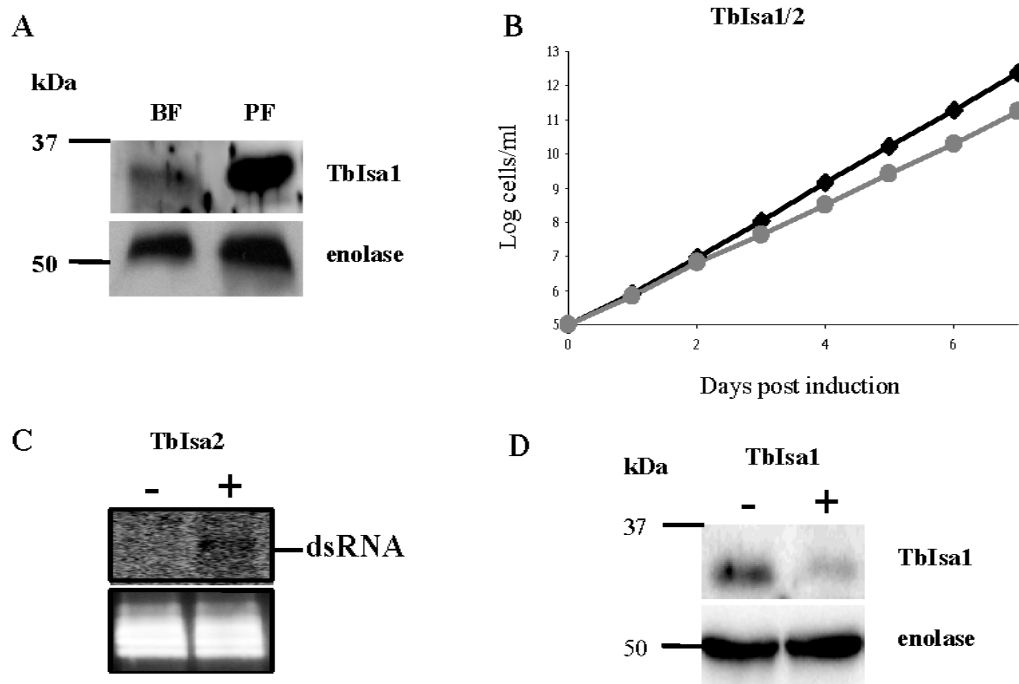 A
kDa
BF PF
37
TbIsa1
50
enolase
B
TbIsa1/2
Log cells/ml
13
12
11
10
9
8
7
6
5
0 2 4 6
Days post induction
C
TbIsa2
- +
dsRNA
D
kDa
TbIsa1
- +
37
TbIsa1
50
enolase